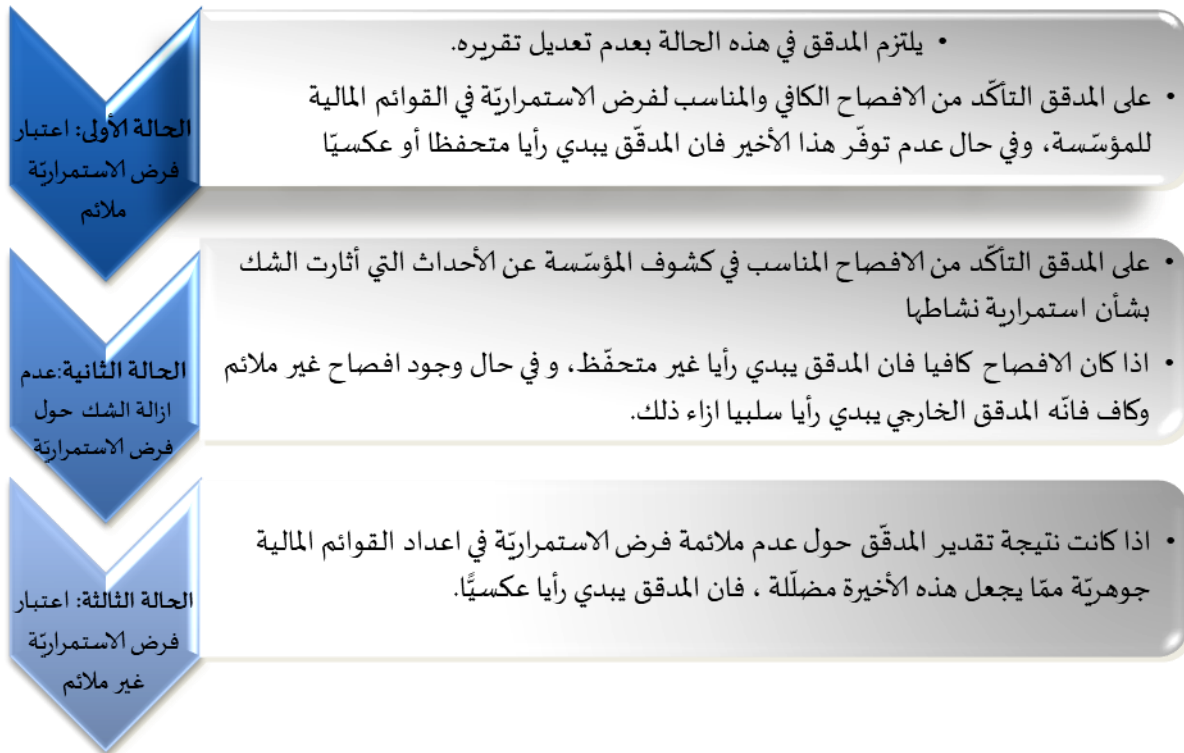 الحالة الأولى: اعتبار
فرض الاستمراريّة
ملائم
• يلتزم المدقق في هذه الحالة بعدم تعديل تقريره.
• على المدقق التأكّد من الافصاح الكافي والمناسب لفرض الاستمراريّة في القوائم المالية
للمؤسّسة، وفي حال عدم توفّر هذا الأخير فان المدقّق يبدي رأيا متحفظا أو عكسيّا
الحالة الثانية:عدم
ازالة الشك حول
فرض الاستمراريّة
• على المدقق التأكّد من الافصاح المناسب في كشوف المؤسّسة عن الأحداث التي أثارت الشك
بشأن استمرارية نشاطها
• اذا كان الافصاح كافيا فان المدقق يبدي رأيا غير متحفّظ، و في حال وجود افصاح غير ملائم
وكاف فانّه المدقق الخارجي يبدي رأيا سلبيا ازاء ذلك.
الحالة الثالثة: اعتبار
فرض الاستمراريّة
غير ملائم
• اذا كانت نتيجة تقدير المدقّق حول عدم ملائمة فرض الاستمراريّة في اعداد القوائم المالية
جوهريّة ممّا يجعل هذه الأخيرة مضلّلة ، فان المدقق يبدي رأيا عكسيًّا.